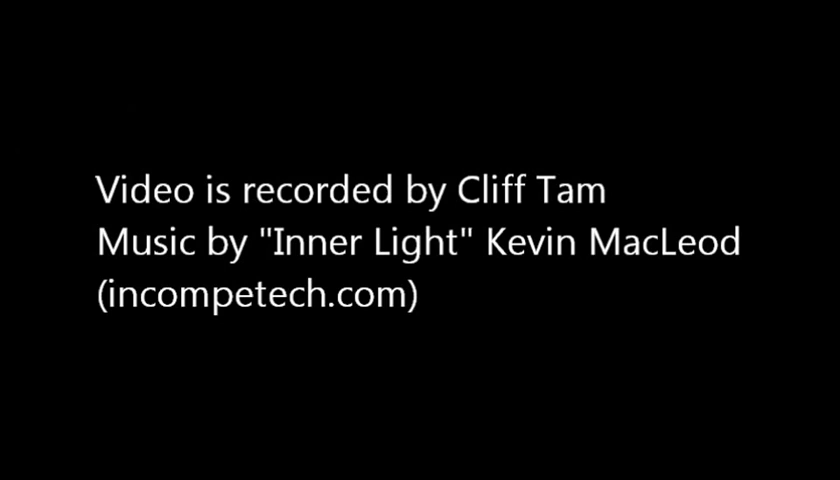 Video is recorded by Cliff Tam
Music by "Inner Light" Kevin MacLeod
(incompetech.com)